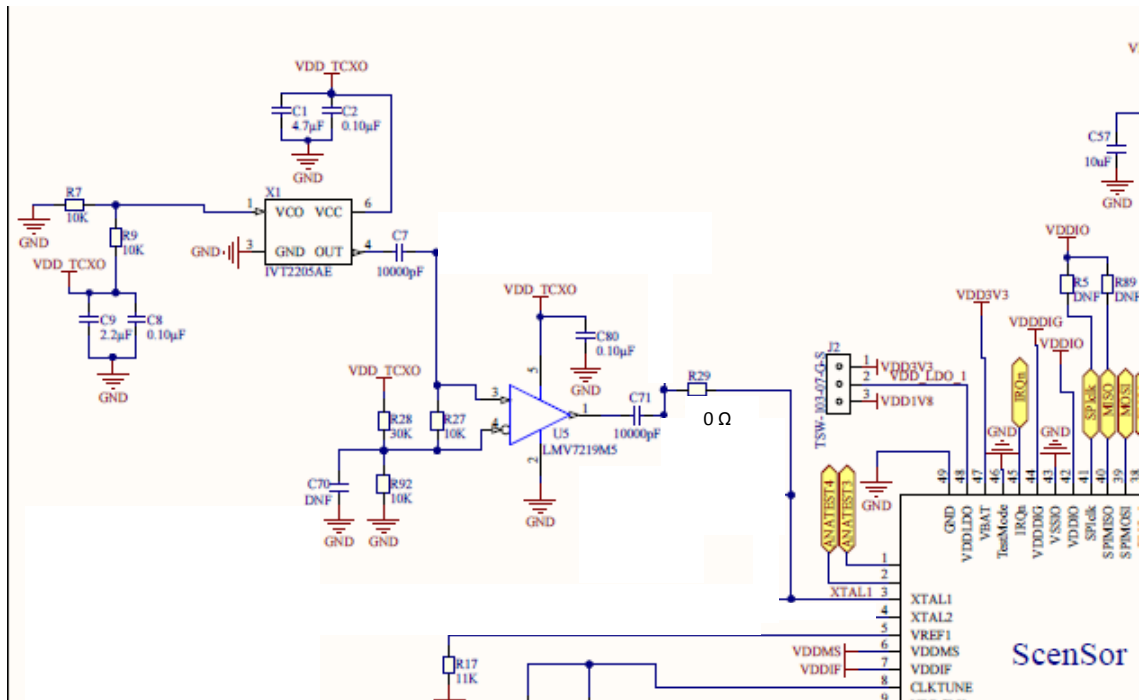 VDD_TCXO
C1
4.7µF
C2
0.10µF
GND
R7
10K
GND
R9
10K
VDD_TCXO
C9
2.2µF
C8
0.10µF
GND
X1
1
VCO
VCC
6
GND
3
GND
OUT
4
IVT2205AE
C7
10000pF
VDD_TCXO
C80
0.10µF
GND
VDD_TCXO
R28
30K
R27
10K
3
4
5
1
2
U5
LMV7219M5
C70
DNF
R92
10K
GND
GND
GND
C71
10000pF
R29
0 Ω
C57
10uF
GND
VDDIO
R5
DNF
R89
DNF
VDD3V3
VDDDIG
VDDIO
J2
1
VDD3V3
2
VDD_LDO_1
3
VDD1V8
TSW-103-07-G-S
IRQn
SPIclk
MISO
MOSI
GND
GND
GND
ANATEST4
ANATEST3
49
48
47
46
45
44
43
42
41
40
39
38
GND
VDDLDO
VBAT
TestMode
IRQn
VDDDIG
VSSIO
VDDIO
SPIclk
SPIMISO
SPIMOSI
1
2
XTAL1
3
XTAL1
4
XTAL2
5
VREF1
VDDMS
6
VDDMS
VDDIF
7
VDDIF
8
CLKTUNE
9
ScenSor
R17
11K